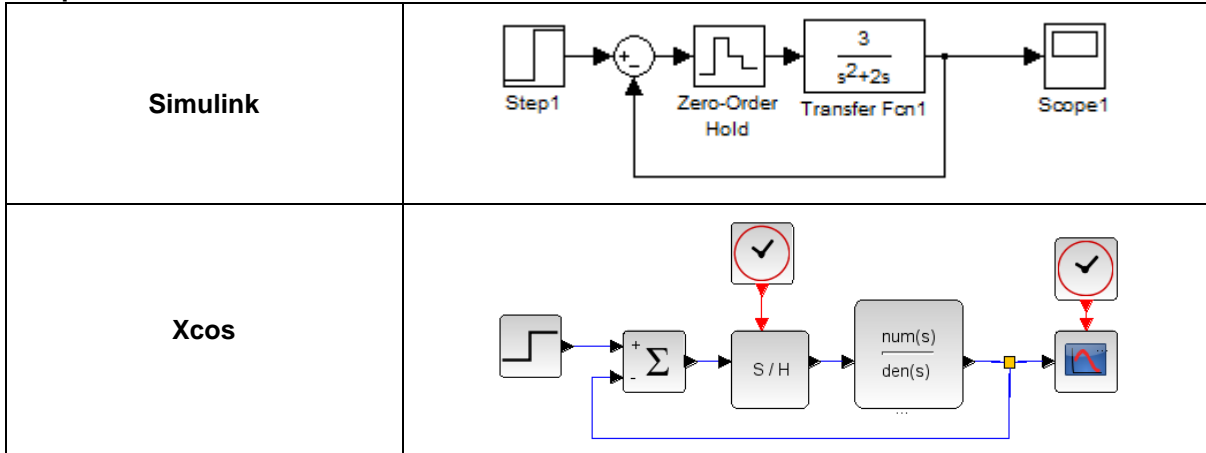 Simulink
+
-
3
s²+2s
Step1
Zero-Order
Hold
Transfer Fcn1
Scope1
Xcos
+
-
Σ
S / H
num(s)
den(s)
...
...